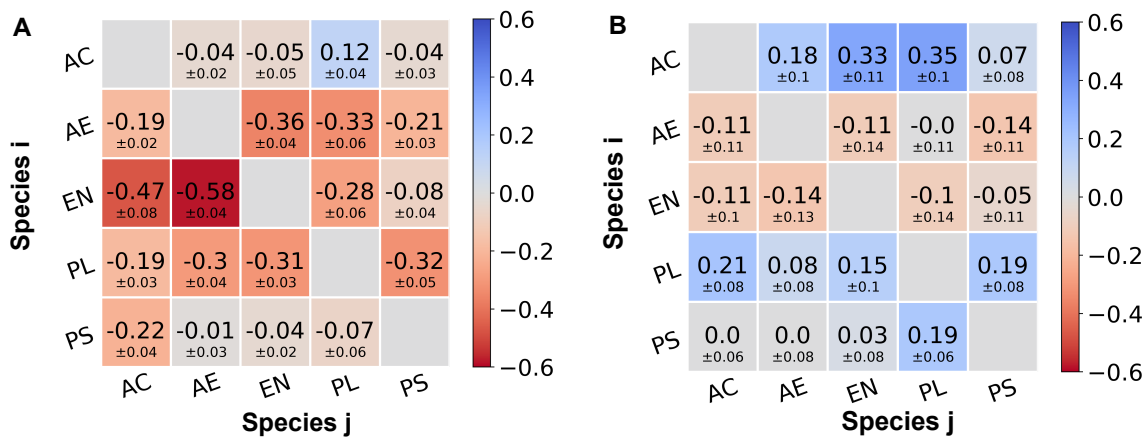 A
AC -0.04 -0.05 0.12 -0.04
±0.02 ±0.05 ±0.04 ±0.03
AE -0.19 -0.36 -0.33 -0.21
±0.02 ±0.04 ±0.06 ±0.03
EN -0.47 -0.58 -0.28 -0.08
±0.08 ±0.04 ±0.06 ±0.04
PL -0.19 -0.3 -0.31 -0.32
±0.03 ±0.04 ±0.03 ±0.05
PS -0.22 -0.01 -0.04 -0.07
±0.04 ±0.03 ±0.02 ±0.06
AC AE EN PL PS
Species i
Species j
0.6
0.4
0.2
0.0
−0.2
−0.4
−0.6
B
AC 0.18 0.33 0.35 0.07
±0.1 ±0.11 ±0.1 ±0.08
AE -0.11 -0.11 -0.0 -0.14
±0.11 ±0.14 ±0.11 ±0.11
EN -0.11 -0.14 -0.1 -0.05
±0.1 ±0.13 ±0.14 ±0.11
PL 0.21 0.08 0.15 0.19
±0.08 ±0.08 ±0.1 ±0.08
PS 0.0 0.0 0.03 0.19
±0.06 ±0.08 ±0.08 ±0.06
AC AE EN PL PS
Species i
Species j
0.6
0.4
0.2
0.0
−0.2
−0.4
−0.6